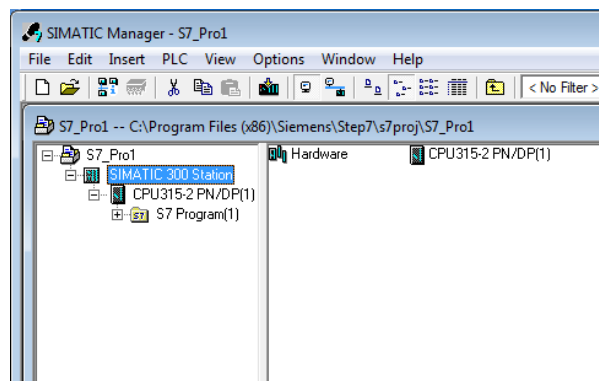 SIMATIC Manager - S7_Pro1
File Edit Insert PLC View Options Window Help
< No Filter >
S7_Pro1 -- C:\Program Files (x86)\Siemens\Step7\s7proj\S7_Pro1
S7_Pro1
SIMATIC 300 Station
CPU315-2 PN/DP(1)
S7 Program(1)
Hardware
CPU315-2 PN/DP(1)